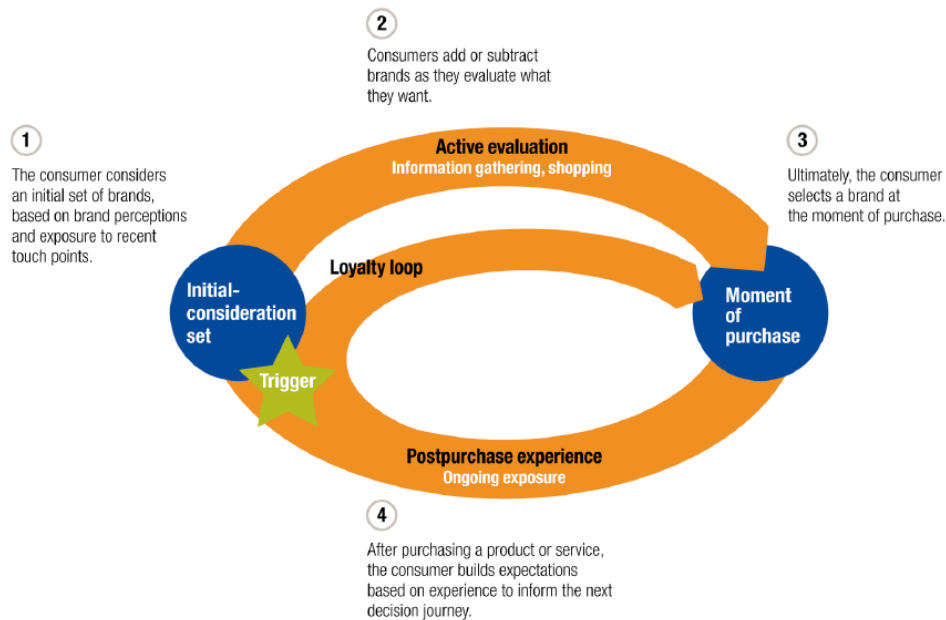 2
Consumers add or subtract
brands as they evaluate what
they want.
1
The consumer considers
an initial set of brands,
based on brand perceptions
and exposure to recent
touch points.
3
Ultimately, the consumer
selects a brand at
the moment of purchase.
Active evaluation
Information gathering, shopping
Loyalty loop
Initial-
consideration
set
Moment
of
purchase
Trigger
Postpurchase experience
Ongoing exposure
4
After purchasing a product or service,
the consumer builds expectations
based on experience to inform the next
decision journey.